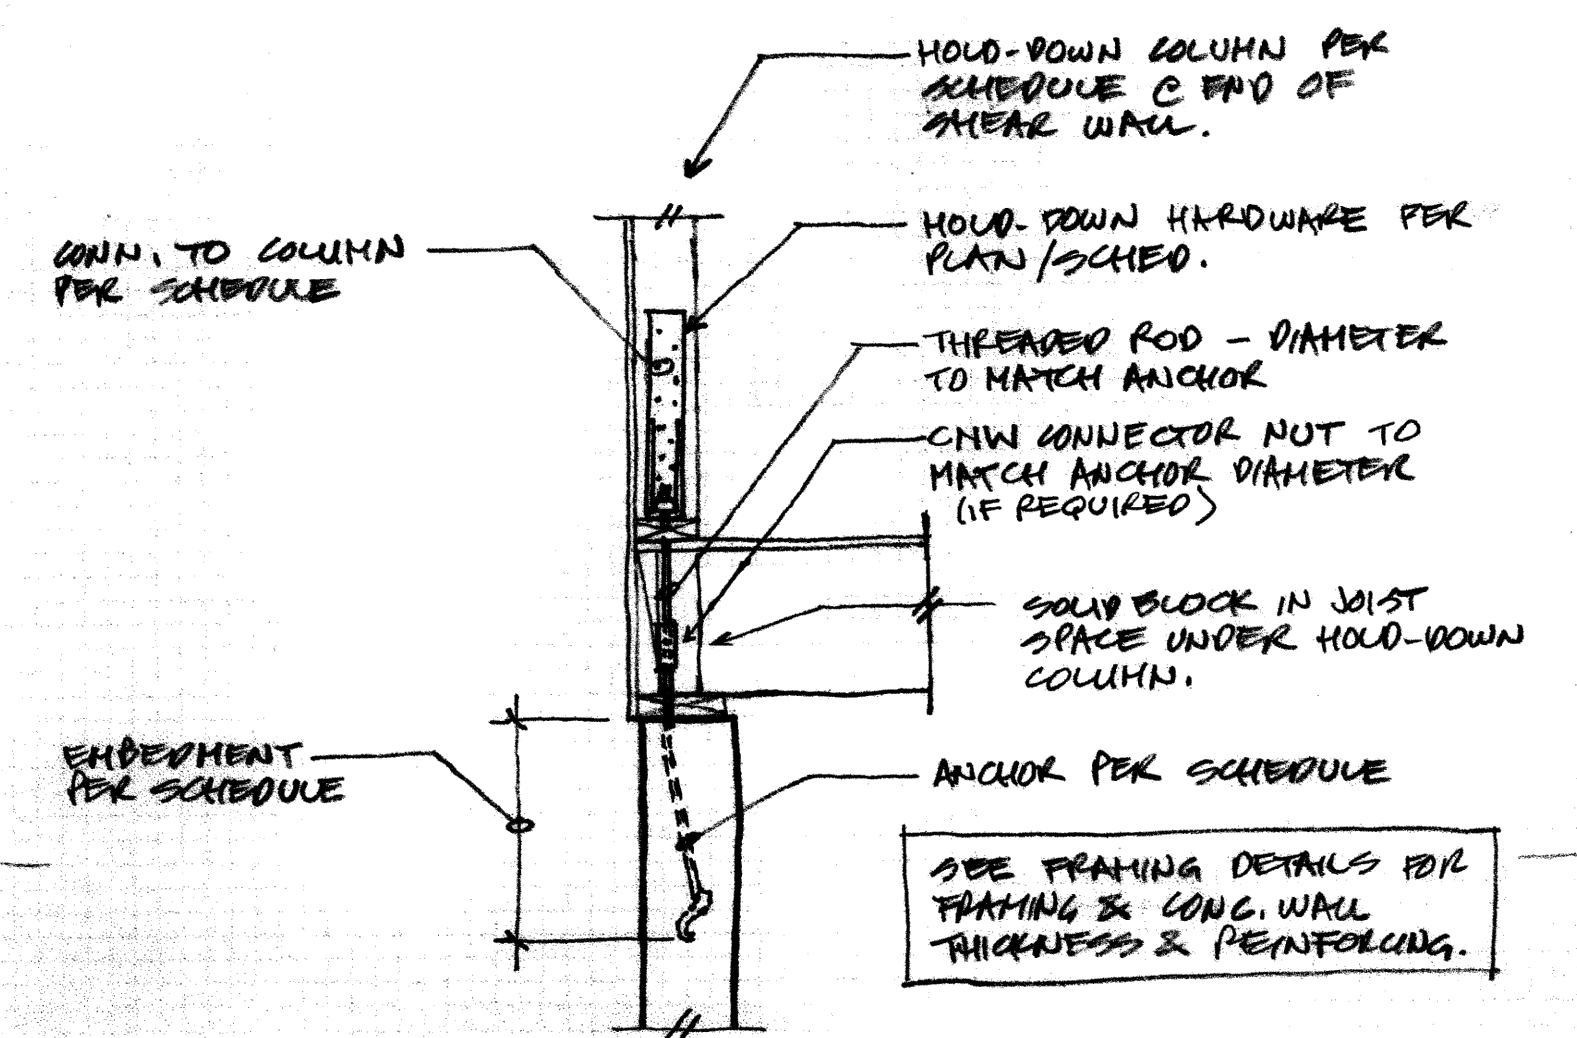 HOLD-DOWN COLUMN PER
SCHEDULE @ END OF
SHEAR WALL.
HOLD-DOWN HARDWARE PER
PLAN/SCHED.
CONN. TO COLUMN
PER SCHEDULE
THREADED ROD - DIAMETER
TO MATCH ANCHOR
CNW CONNECTOR NUT TO
MATCH ANCHOR DIAMETER
(IF REQUIRED)
SOLID BLOCK IN JOIST
SPACE UNDER HOLD-DOWN
COLUMN.
EMBEDMENT
PER SCHEDULE
ANCHOR PER SCHEDULE
SEE FRAMING DETAILS FOR
FRAMING & CONC. WALL
THICKNESS & REINFORCING.